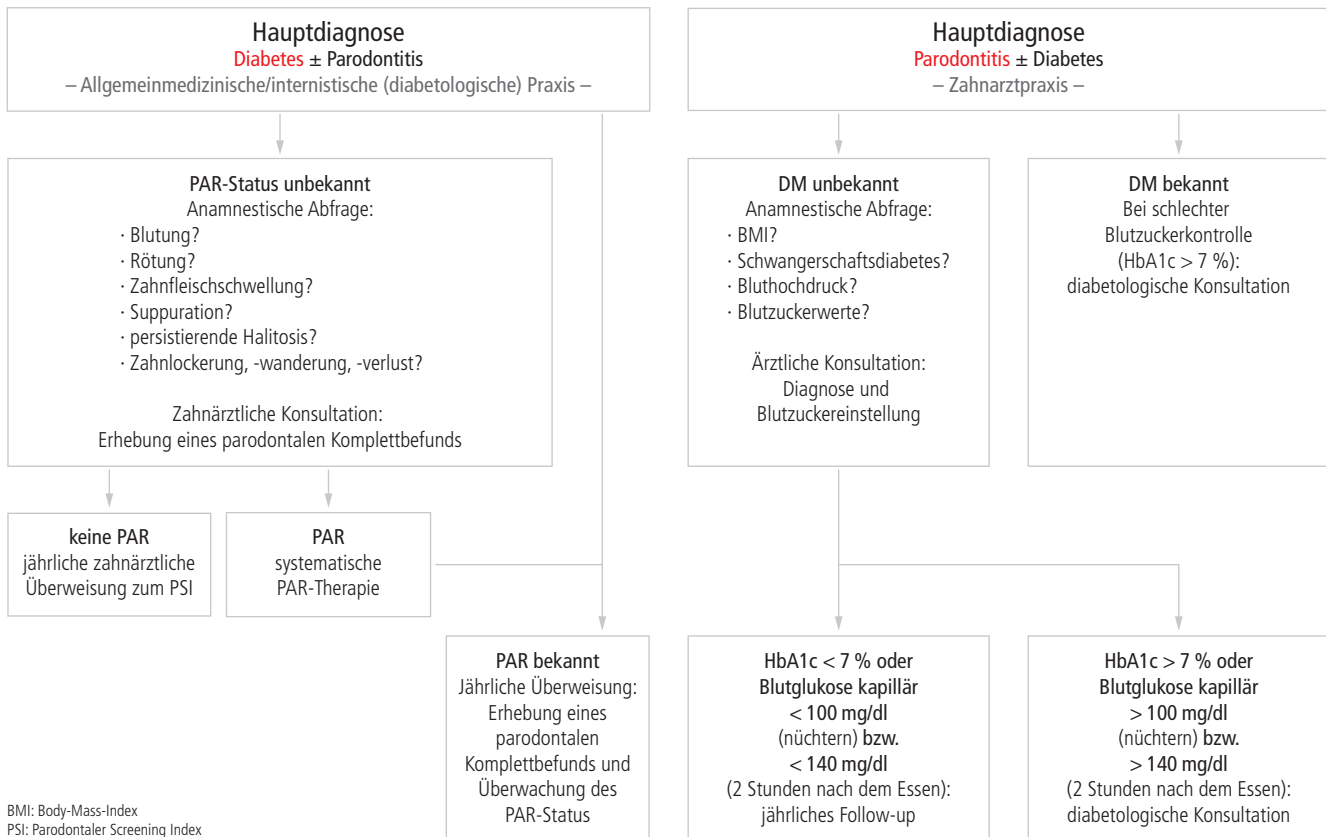 Hauptdiagnose
Diabetes ± Parodontitis
– Allgemeinmedizinische/internistische (diabetologische) Praxis –
PAR-Status unbekannt
Anamnestische Abfrage:
· Blutung?
· Rötung?
· Zahnfleischschwellung?
· Suppuration?
· persistierende Halitosis?
· Zahnlockerung, -wanderung, -verlust?
Zahnärztliche Konsultation:
Erhebung eines parodontalen Komplettbefunds
keine PAR
jährliche zahnärztliche
Überweisung zum PSI
PAR
systematische
PAR-Therapie
PAR bekannt
Jährliche Überweisung:
Erhebung eines
parodontalen
Komplettbefunds und
Überwachung des
PAR-Status
Hauptdiagnose
Parodontitis ± Diabetes
– Zahnarztpraxis –
DM unbekannt
Anamnestische Abfrage:
· BMI?
· Schwangerschaftsdiabetes?
· Bluthochdruck?
· Blutzuckerwerte?
Ärztliche Konsultation:
Diagnose und
Blutzuckereinstellung
DM bekannt
Bei schlechter
Blutzuckerkontrolle
(HbA1c > 7 %):
diabetologische Konsultation
HbA1c < 7 % oder
Blutglukose kapillär
< 100 mg/dl
(nüchtern) bzw.
< 140 mg/dl
(2 Stunden nach dem Essen):
jährliches Follow-up
HbA1c > 7 % oder
Blutglukose kapillär
> 100 mg/dl
(nüchtern) bzw.
> 140 mg/dl
(2 Stunden nach dem Essen):
diabetologische Konsultation
BMI: Body-Mass-Index
PSI: Parodontaler Screening Index